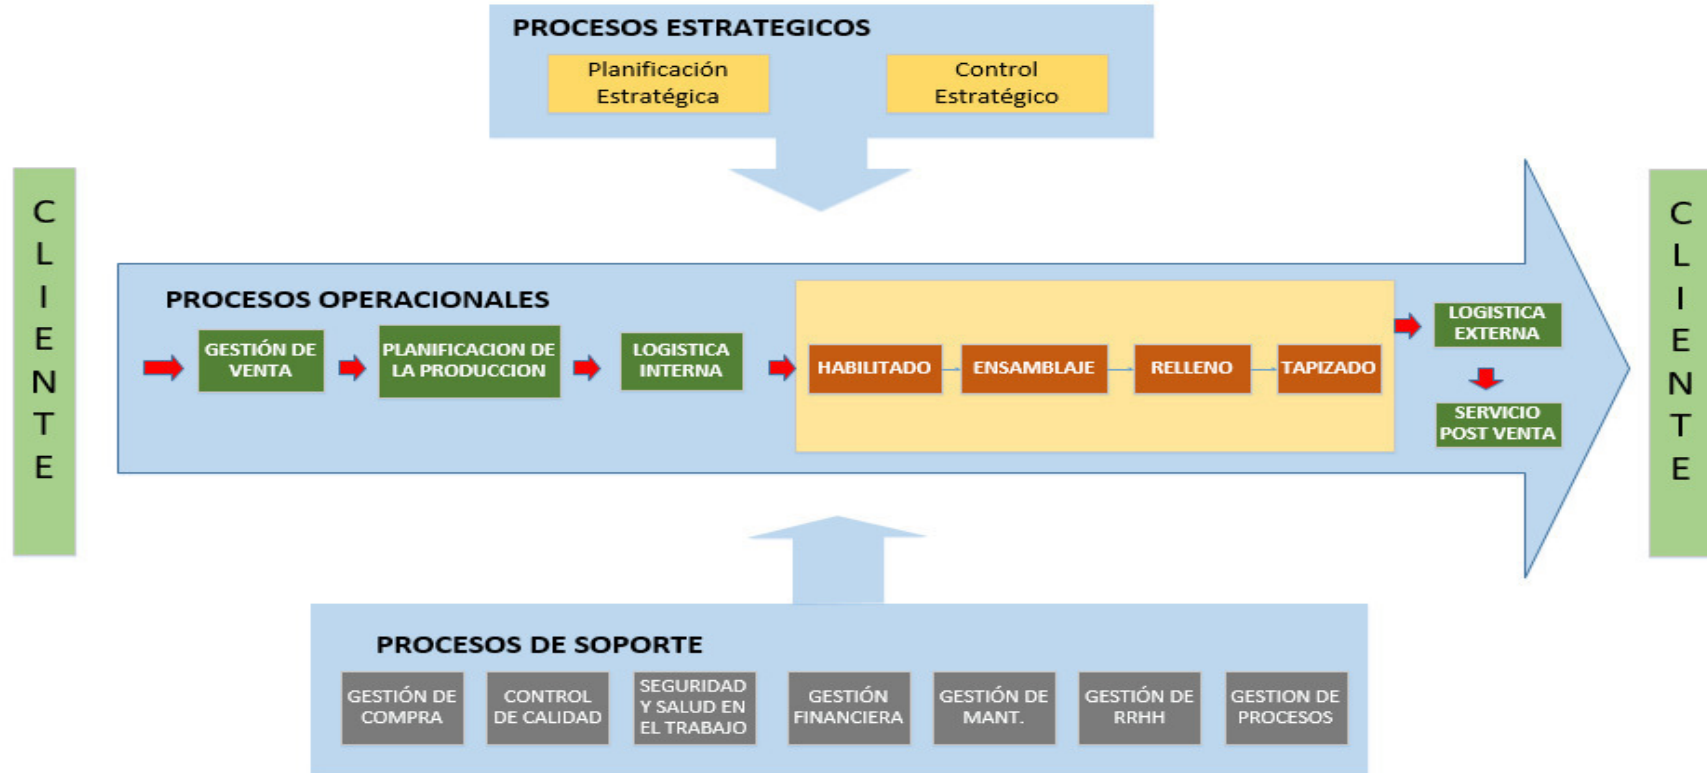 PROCESOS ESTRATEGICOS
Planificación
Estratégica
Control
Estratégico
C
L
I
E
N
T
E
PROCESOS OPERACIONALES
GESTIÓN DE
VENTA
PLANIFICACION DE
LA PRODUCCION
LOGISTICA
INTERNA
HABILITADO
ENSAMBLAJE
RELLENO
TAPIZADO
LOGISTICA
EXTERNA
SERVICIO
POST VENTA
C
L
I
E
N
T
E
PROCESOS DE SOPORTE
GESTIÓN DE
COMPRA
CONTROL
DE CALIDAD
SEGURIDAD
Y SALUD EN
EL TRABAJO
GESTIÓN
FINANCIERA
GESTIÓN DE
MANT.
GESTIÓN DE
RRHH
GESTION DE
PROCESOS